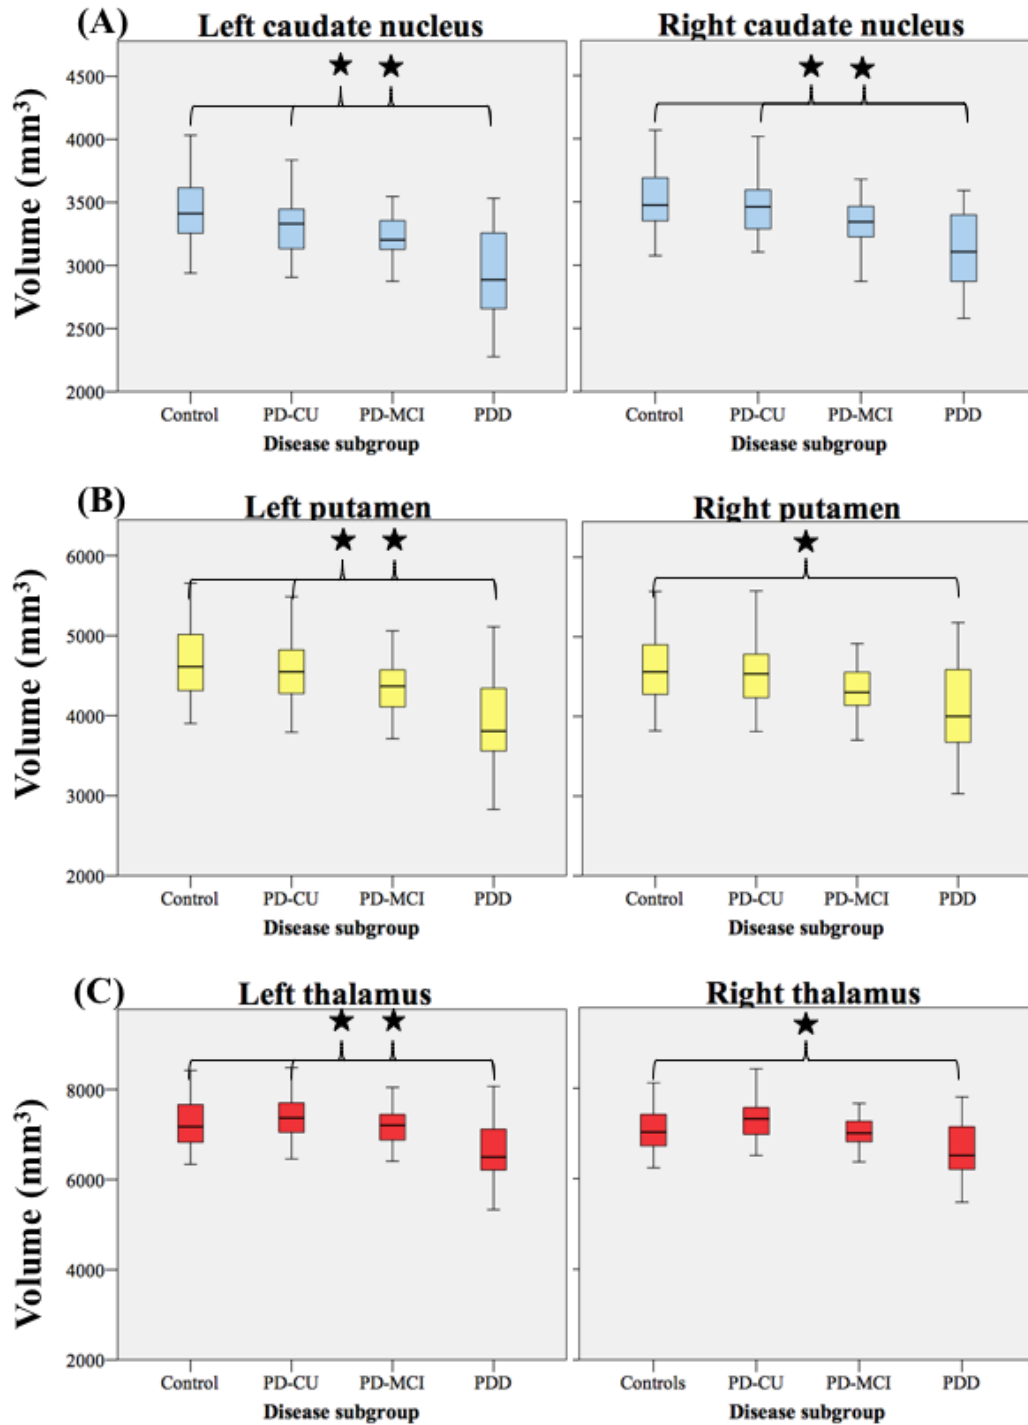 (A)
Left caudate nucleus
Right caudate nucleus
Volume (mm³)
4500
4000
3500
3000
2500
2000
Control PD-CU PD-MCI PDD
Disease subgroup
Control PD-CU PD-MCI PDD
Disease subgroup
(B)
Left putamen
Right putamen
Volume (mm³)
6000
5000
4000
3000
2000
Control PD-CU PD-MCI PDD
Disease subgroup
Control PD-CU PD-MCI PDD
Disease subgroup
(C)
Left thalamus
Right thalamus
Volume (mm³)
8000
6000
4000
2000
Control PD-CU PD-MCI PDD
Disease subgroup
Controls PD-CU PD-MCI PDD
Disease subgroup